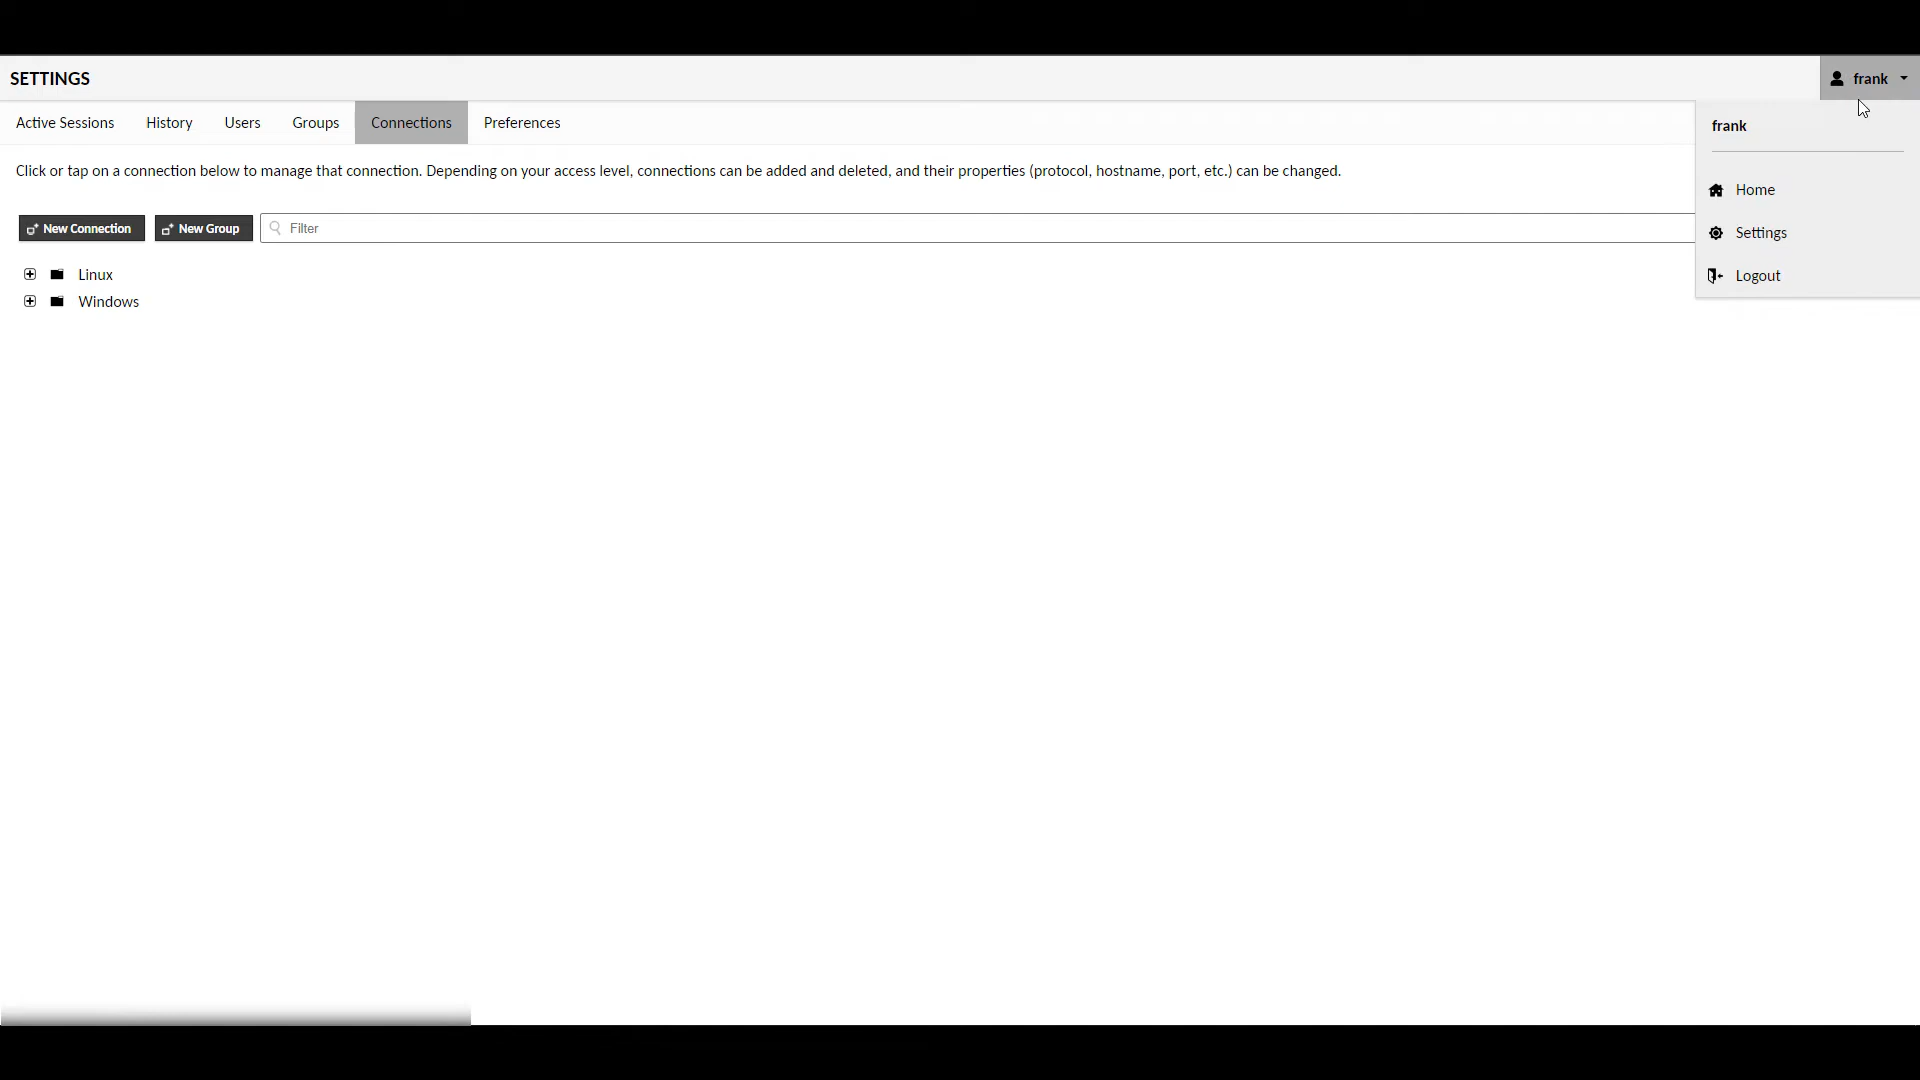 SETTINGS
frank
Active Sessions History Users Groups Connections Preferences
frank
Click or tap on a connection below to manage that connection. Depending on your access level, connections can be added and deleted, and their properties (protocol, hostname, port, etc.) can be changed.
Home
New Connection New Group Filter
Settings
Linux
Logout
Windows